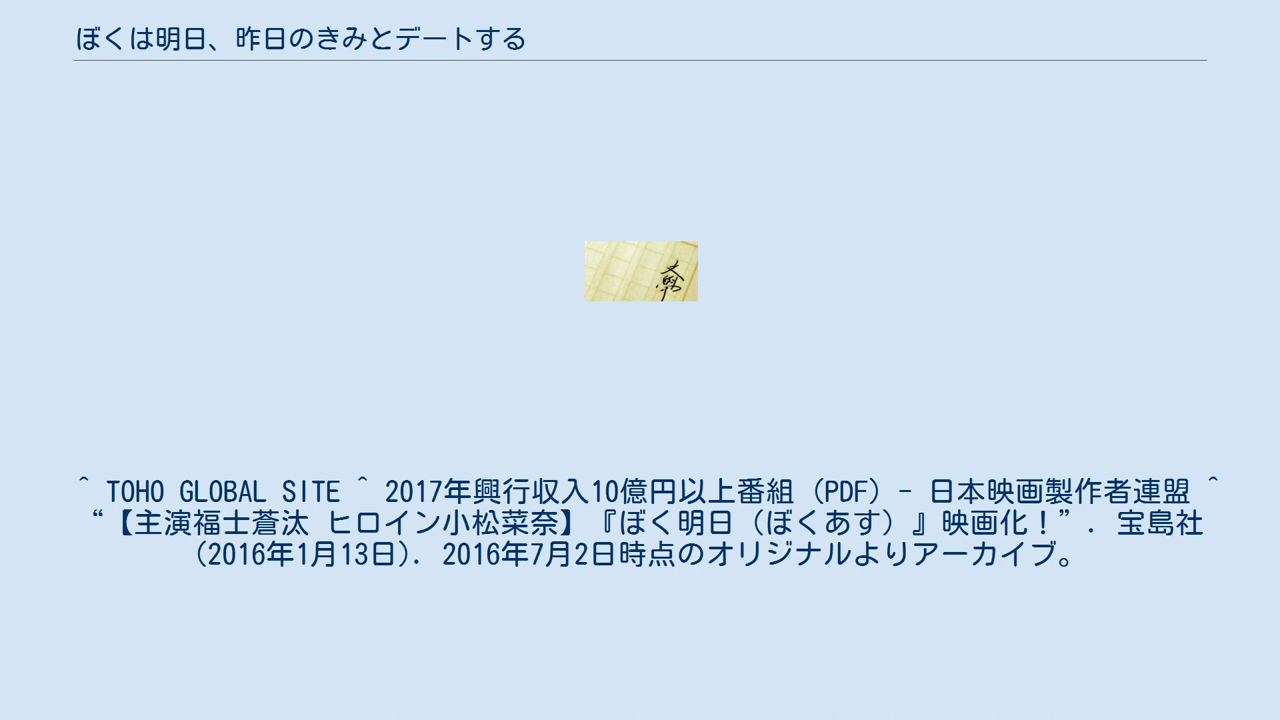 ぼくは明日、昨日のきみとデートする
^ TOHO GLOBAL SITE ^ 2017年興行収入10億円以上番組（PDF）- 日本映画製作者連盟 ^
“【主演福士蒼汰 ヒロイン小松菜奈】『ぼく明日（ぼくあす）』映画化！”. 宝島社
(2016年1月13日). 2016年7月2日時点のオリジナルよりアーカイブ。